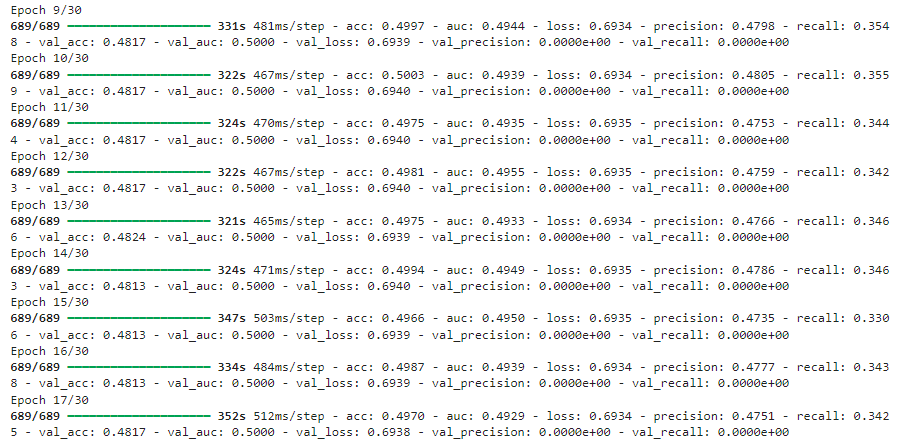 Epoch 9/30
689/689 ━━━━━━━━━━━━━━━━━━━━ 331s 481ms/step - acc: 0.4997 - auc: 0.4944 - loss: 0.6934 - precision: 0.4798 - recall: 0.354
8 - val_acc: 0.4817 - val_auc: 0.5000 - val_loss: 0.6939 - val_precision: 0.0000e+00 - val_recall: 0.0000e+00
Epoch 10/30
689/689 ━━━━━━━━━━━━━━━━━━━━ 322s 467ms/step - acc: 0.5003 - auc: 0.4939 - loss: 0.6934 - precision: 0.4805 - recall: 0.355
9 - val_acc: 0.4817 - val_auc: 0.5000 - val_loss: 0.6940 - val_precision: 0.0000e+00 - val_recall: 0.0000e+00
Epoch 11/30
689/689 ━━━━━━━━━━━━━━━━━━━━ 324s 470ms/step - acc: 0.4975 - auc: 0.4935 - loss: 0.6935 - precision: 0.4753 - recall: 0.344
4 - val_acc: 0.4817 - val_auc: 0.5000 - val_loss: 0.6940 - val_precision: 0.0000e+00 - val_recall: 0.0000e+00
Epoch 12/30
689/689 ━━━━━━━━━━━━━━━━━━━━ 322s 467ms/step - acc: 0.4981 - auc: 0.4955 - loss: 0.6935 - precision: 0.4759 - recall: 0.342
3 - val_acc: 0.4817 - val_auc: 0.5000 - val_loss: 0.6940 - val_precision: 0.0000e+00 - val_recall: 0.0000e+00
Epoch 13/30
689/689 ━━━━━━━━━━━━━━━━━━━━ 321s 465ms/step - acc: 0.4975 - auc: 0.4933 - loss: 0.6934 - precision: 0.4766 - recall: 0.346
6 - val_acc: 0.4824 - val_auc: 0.5000 - val_loss: 0.6939 - val_precision: 0.0000e+00 - val_recall: 0.0000e+00
Epoch 14/30
689/689 ━━━━━━━━━━━━━━━━━━━━ 324s 471ms/step - acc: 0.4994 - auc: 0.4949 - loss: 0.6935 - precision: 0.4786 - recall: 0.346
3 - val_acc: 0.4813 - val_auc: 0.5000 - val_loss: 0.6940 - val_precision: 0.0000e+00 - val_recall: 0.0000e+00
Epoch 15/30
689/689 ━━━━━━━━━━━━━━━━━━━━ 347s 503ms/step - acc: 0.4966 - auc: 0.4950 - loss: 0.6935 - precision: 0.4735 - recall: 0.330
6 - val_acc: 0.4813 - val_auc: 0.5000 - val_loss: 0.6939 - val_precision: 0.0000e+00 - val_recall: 0.0000e+00
Epoch 16/30
689/689 ━━━━━━━━━━━━━━━━━━━━ 334s 484ms/step - acc: 0.4987 - auc: 0.4939 - loss: 0.6934 - precision: 0.4777 - recall: 0.343
8 - val_acc: 0.4813 - val_auc: 0.5000 - val_loss: 0.6939 - val_precision: 0.0000e+00 - val_recall: 0.0000e+00
Epoch 17/30
689/689 ━━━━━━━━━━━━━━━━━━━━ 352s 512ms/step - acc: 0.4970 - auc: 0.4929 - loss: 0.6934 - precision: 0.4751 - recall: 0.342
5 - val_acc: 0.4817 - val_auc: 0.5000 - val_loss: 0.6938 - val_precision: 0.0000e+00 - val_recall: 0.0000e+00